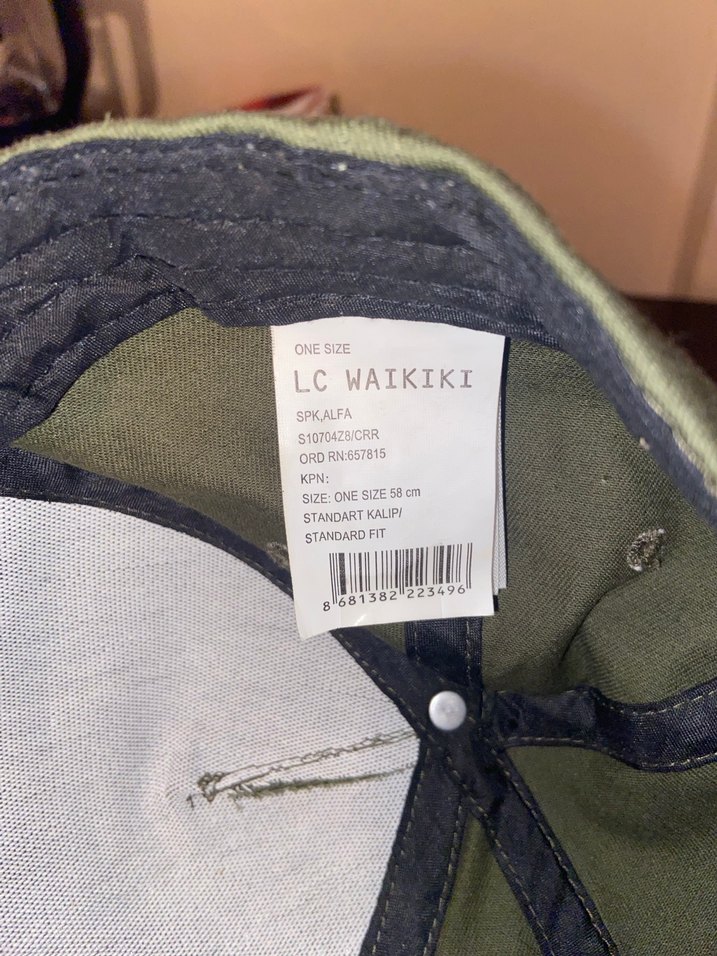 ONE SIZE
LC WAIKIKI
SPK,ALFA
S10704Z8/CRR
ORD RN:657815
KPN:
SIZE: ONE SIZE 58 cm
STANDART KALIP/
STANDARD FIT
8 681382 223496